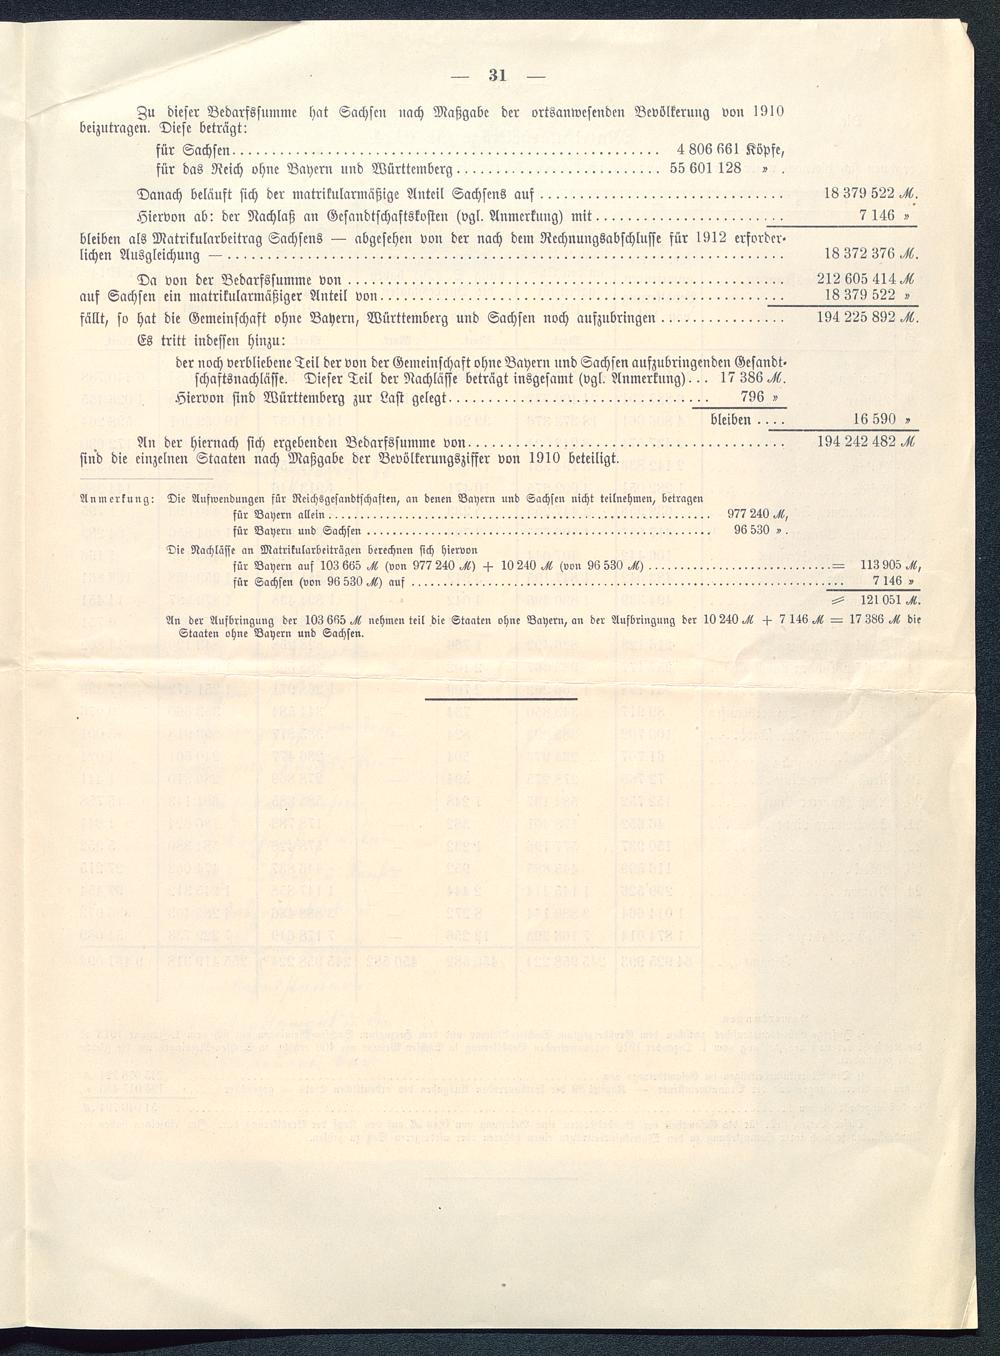 — 31 —
Zu dieser Bedarfssumme hat Sachsen nach Maßgabe der ortsanwesenden Bevölkerung von 1910
beizutragen. Diese beträgt:
für Sachsen........................................................ 4 806 661 Köpfe,
für das Reich ohne Bayern und Württemberg.......................... 55 601 128 » .
Danach beläuft sich der matrikularmäßige Anteil Sachsens auf ............................... 18 379 522 ℳ.
Hiervon ab: der Nachlaß an Gesandtschaftskosten (vgl. Anmerkung) mit........................ 7 146 »
bleiben als Matrikularbeitrag Sachsens — abgesehen von der nach dem Rechnungsabschlusse für 1912 erforder-
lichen Ausgleichung —....................................................................... 18 372 376 ℳ.
Da von der Bedarfssumme von ....................................................... 212 605 414 ℳ
auf Sachsen ein matrikularmäßiger Anteil von................................................... 18 379 522 »
fällt, so hat die Gemeinschaft ohne Bayern, Württemberg und Sachsen noch aufzubringen ................ 194 225 892 ℳ.
Es tritt indessen hinzu:
der noch verbliebene Teil der von der Gemeinschaft ohne Bayern und Sachsen aufzubringenden Gesandt-
schaftsnachlässe. Dieser Teil der Nachlässe beträgt insgesamt (vgl. Anmerkung)... 17 386 ℳ.
Hiervon sind Württemberg zur Last gelegt.............................. 796 »
bleiben .... 16 590 »
An der hiernach sich ergebenden Bedarfssumme von........................................ 194 242 482 ℳ
sind die einzelnen Staaten nach Maßgabe der Bevölkerungsziffer von 1910 beteiligt.
Anmerkung: Die Aufwendungen für Reichsgesandtschaften, an denen Bayern und Sachsen nicht teilnehmen, betragen
für Bayern allein................................................... 977 240 ℳ,
für Bayern und Sachsen ............................................. 96 530 » .
Die Nachlässe an Matrikularbeiträgen berechnen sich hiervon
für Bayern auf 103 665 ℳ (von 977 240 ℳ) + 10 240 ℳ (von 96 530 ℳ) ..........................= 113 905 ℳ,
für Sachsen (von 96 530 ℳ) auf ............................................................... 7 146 »
= 121 051 ℳ.
An der Aufbringung der 103 665 ℳ nehmen teil die Staaten ohne Bayern, an der Aufbringung der 10 240 ℳ + 7 146 ℳ = 17 386 ℳ die
Staaten ohne Bayern und Sachsen.